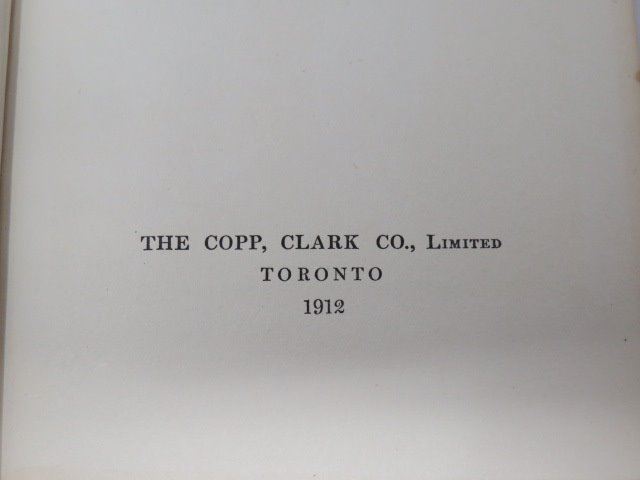 THE COPP, CLARK CO., LIMITED
TORONTO
1912